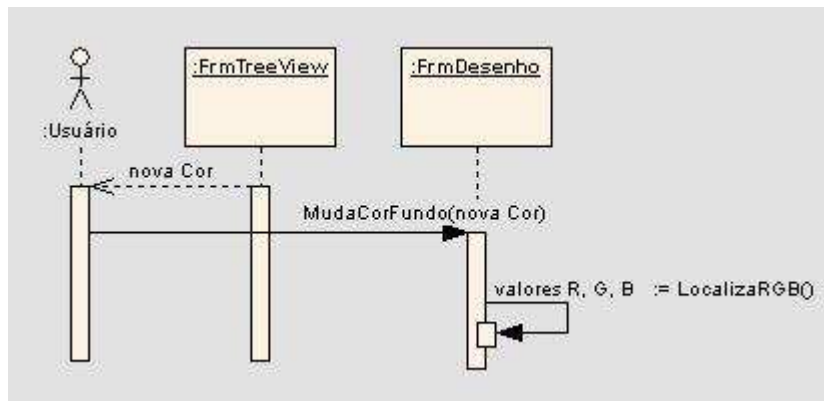 :FrmTreeView
:FrmDesenho
:Usuário
nova Cor
MudaCorFundo(nova Cor)
valores R, G, B := LocalizaRGB()